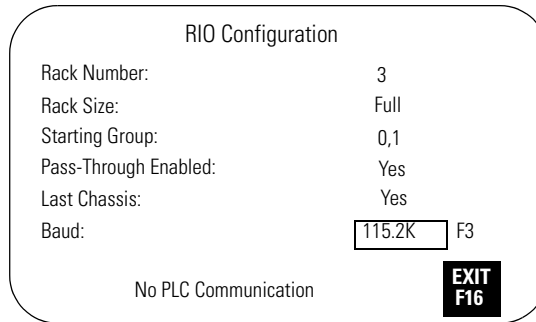 RIO Configuration
Rack Number: 3
Rack Size: Full
Starting Group: 0,1
Pass-Through Enabled: Yes
Last Chassis: Yes
Baud: 115.2K F3
No PLC Communication
EXIT
F16